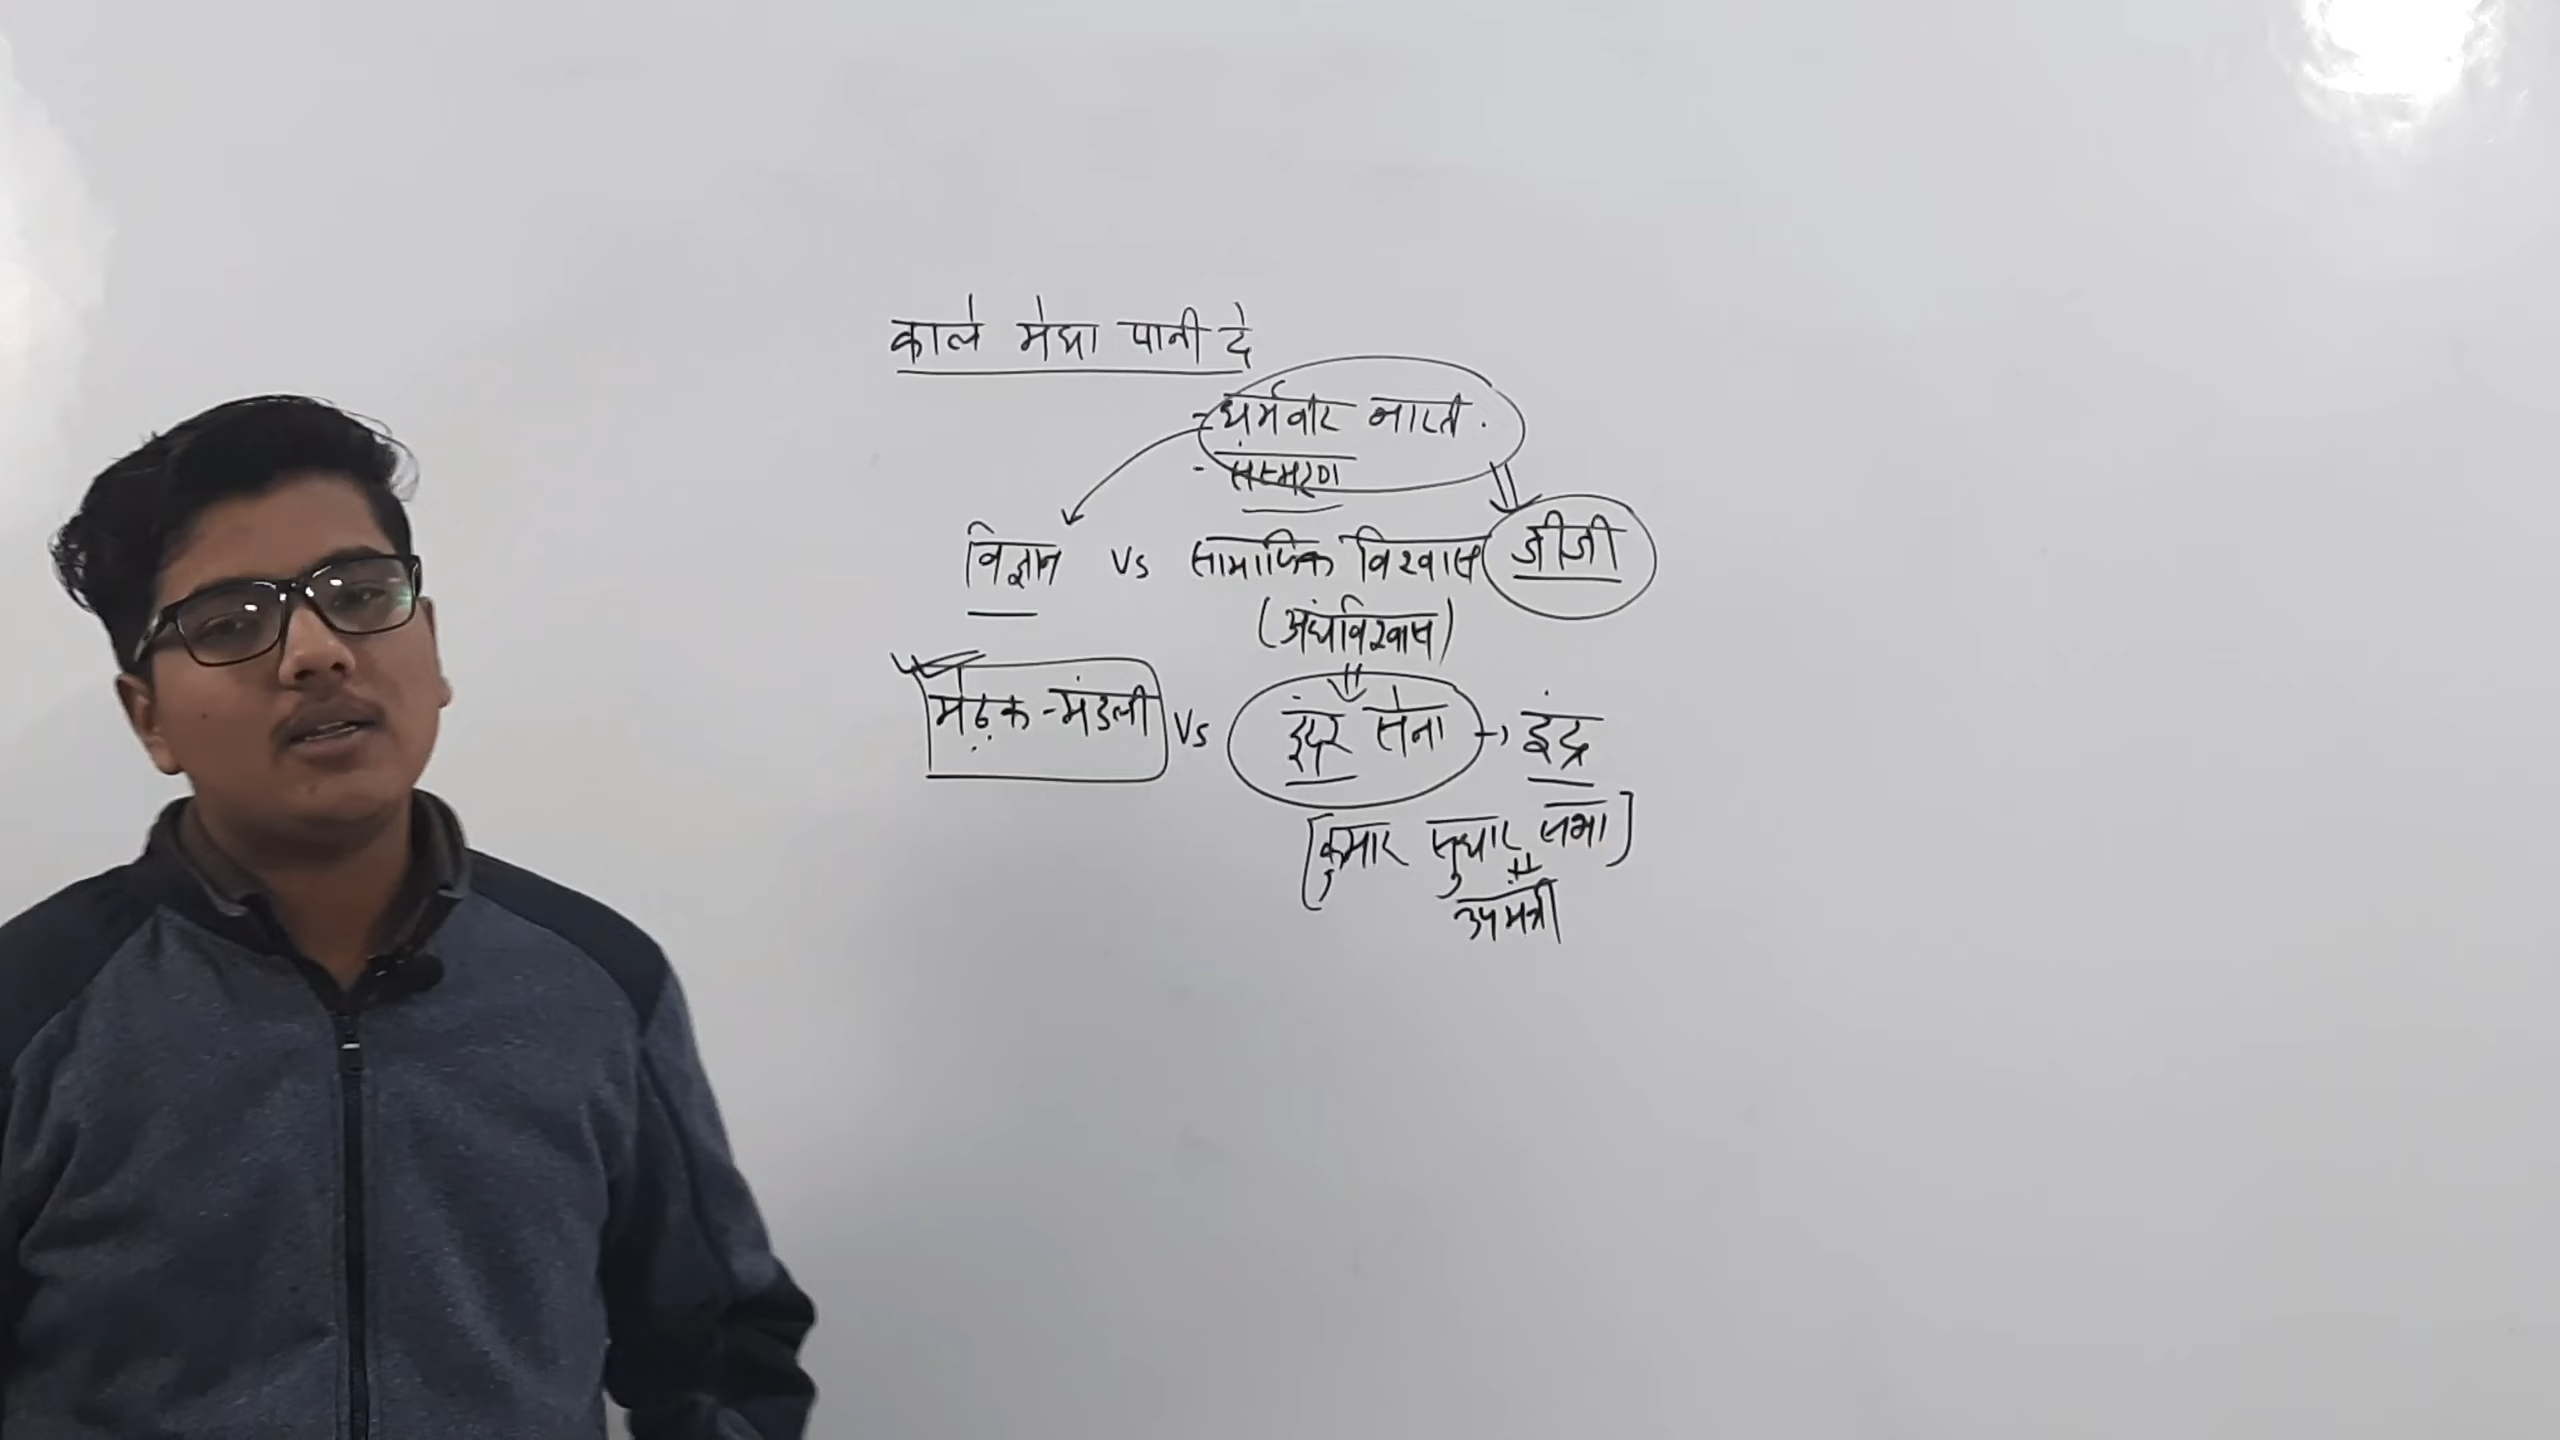 काले मेघा पानी दे
- धर्मवीर भारती.
- संस्मरण
विज्ञान vs सामाजिक विश्वास जीजी
(अंधविश्वास)
मेंढ़क-मंडली vs इंदर सेना → इंद्र
[कुमार सुधार सभा]
उपमंत्री